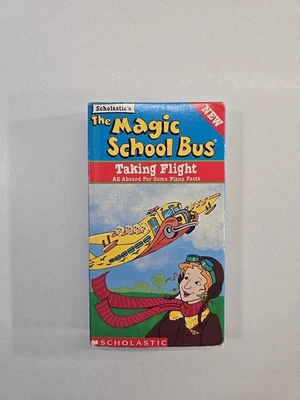 Scholastic's
NEW
The Magic
School Bus
Taking Flight
All Aboard For Some Plane Facts
SCHOLASTIC